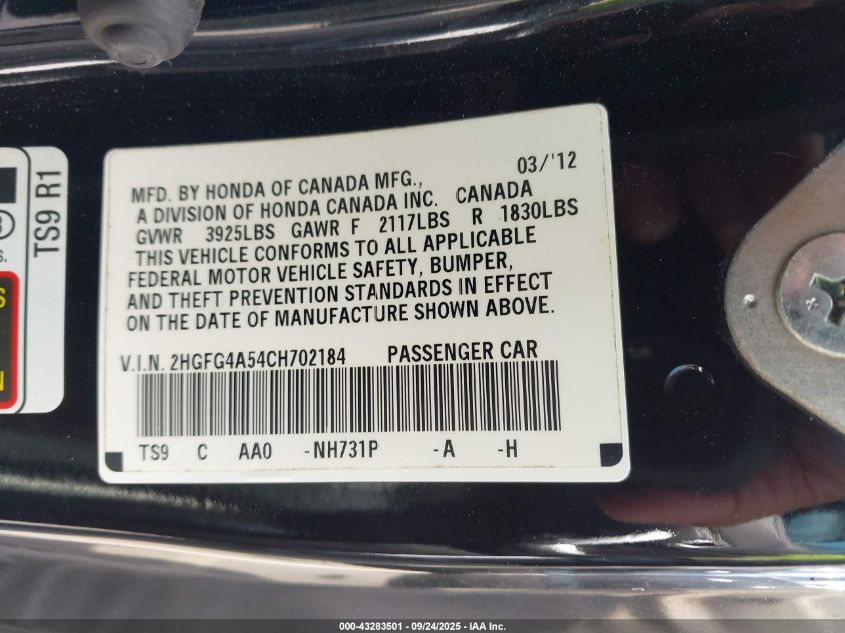 03/'12
MFD. BY HONDA OF CANADA MFG.,
A DIVISION OF HONDA CANADA INC. CANADA
GVWR 3925LBS GAWR F 2117LBS R 1830LBS
THIS VEHICLE CONFORMS TO ALL APPLICABLE
FEDERAL MOTOR VEHICLE SAFETY, BUMPER,
AND THEFT PREVENTION STANDARDS IN EFFECT
ON THE DATE OF MANUFACTURE SHOWN ABOVE.
V.I.N. 2HGFG4A54CH702184 PASSENGER CAR
TS9 C AA0 -NH731P -A -H
TS9 R1
000-43283501 - 09/24/2025 - IAA Inc.